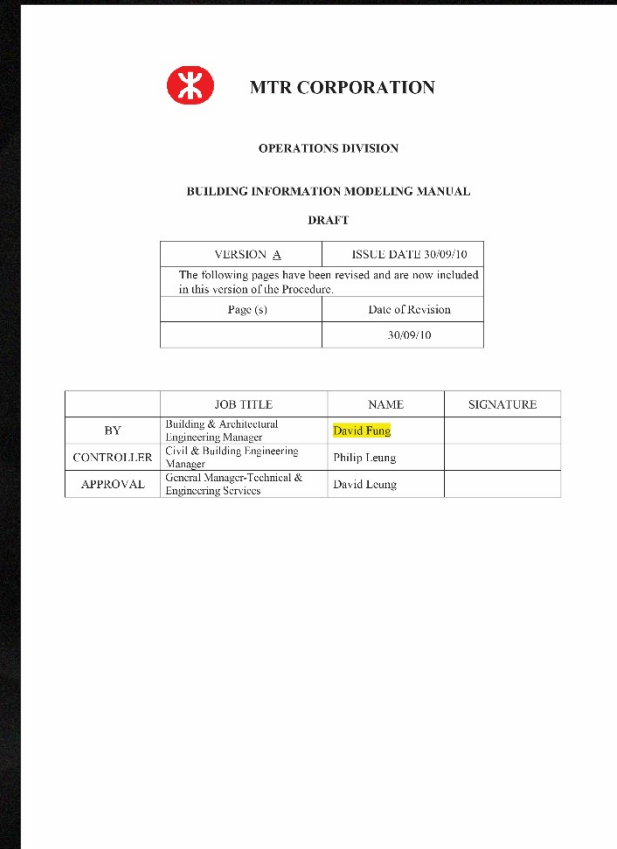 MTR CORPORATION
OPERATIONS DIVISION
BUILDING INFORMATION MODELING MANUAL
DRAFT
VERSION A
ISSUE DATE 30/09/10
The following pages have been revised and are now included
in this version of the Procedure.
Page (s)
Date of Revision
30/09/10
JOB TITLE
NAME
SIGNATURE
BY
Building & Architectural
Engineering Manager
David Fung
CONTROLLER
Civil & Building Engineering
Manager
Philip Leung
APPROVAL
General Manager-Technical &
Engineering Services
David Leung